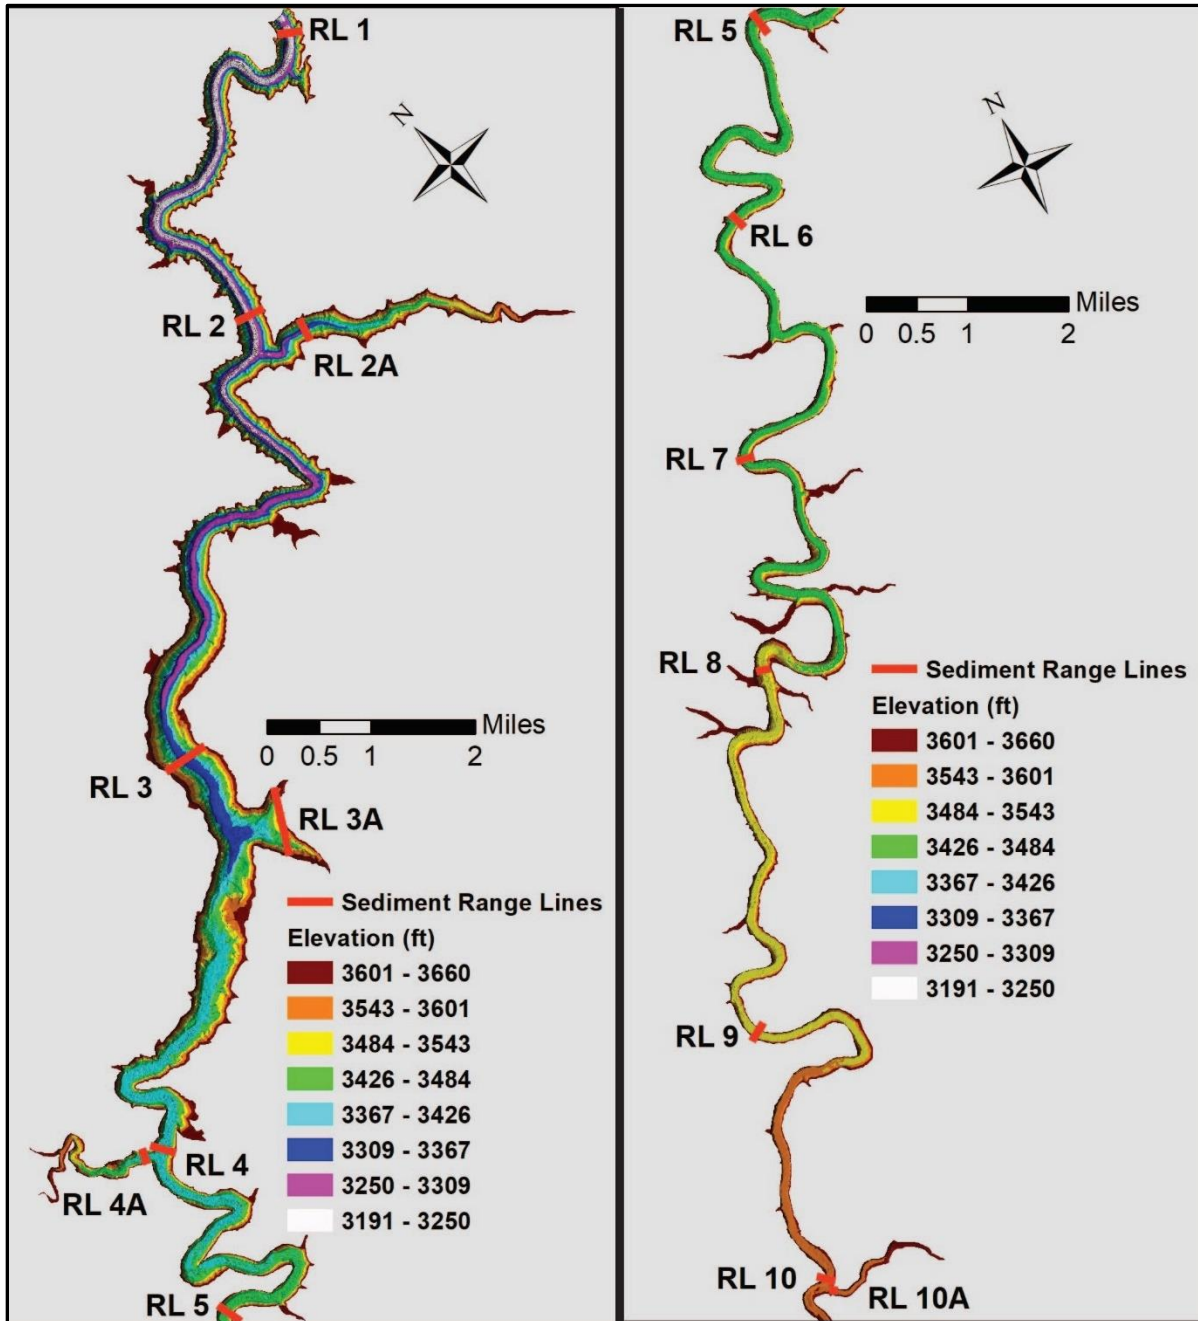 RL 1
N
RL 2
RL 2A
Miles
0 0.5 1 2
RL 3
RL 3A
Sediment Range Lines
Elevation (ft)
3601 - 3660
3543 - 3601
3484 - 3543
3426 - 3484
3367 - 3426
3309 - 3367
3250 - 3309
3191 - 3250
RL 4
RL 4A
RL 5
RL 5
N
RL 6
Miles
0 0.5 1 2
RL 7
RL 8
Sediment Range Lines
Elevation (ft)
3601 - 3660
3543 - 3601
3484 - 3543
3426 - 3484
3367 - 3426
3309 - 3367
3250 - 3309
3191 - 3250
RL 9
RL 10
RL 10A